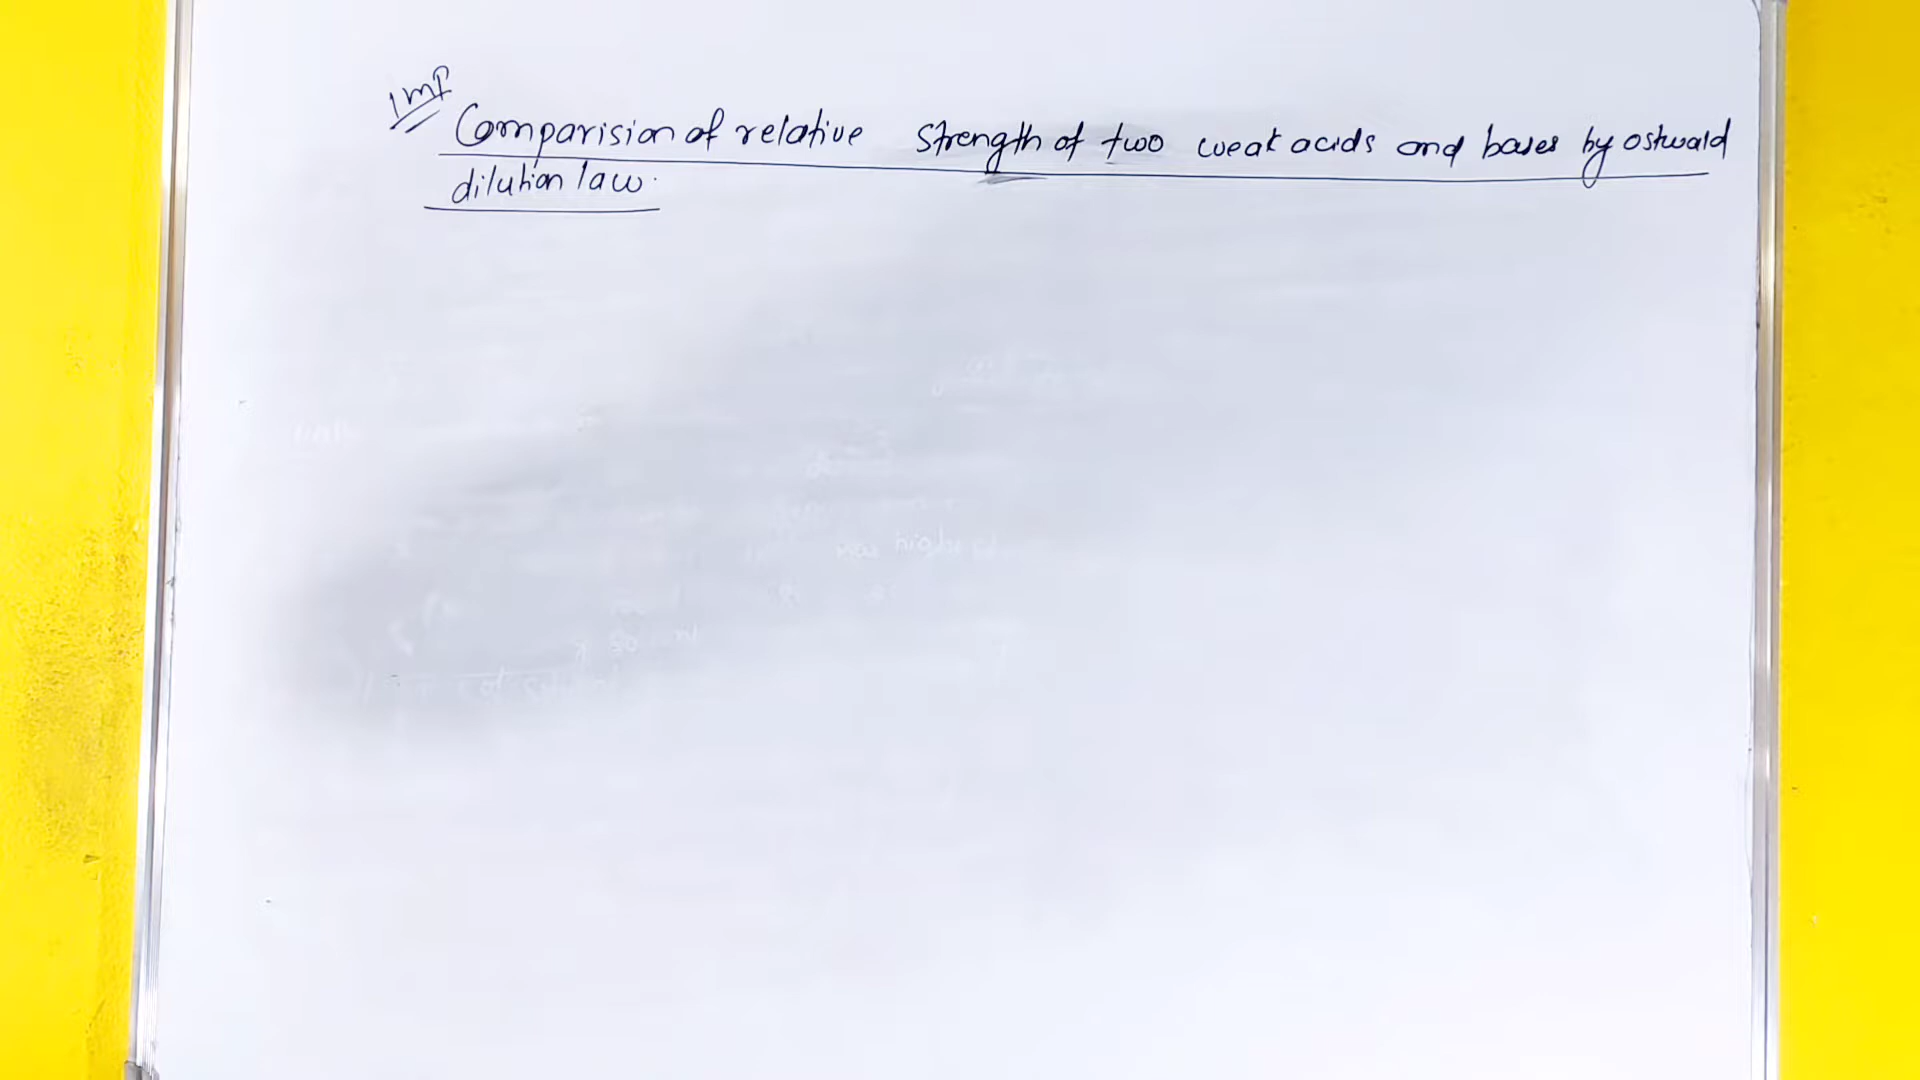 Imp
Comparision of relative strength of two weak acids and bases by ostwald
dilution law.